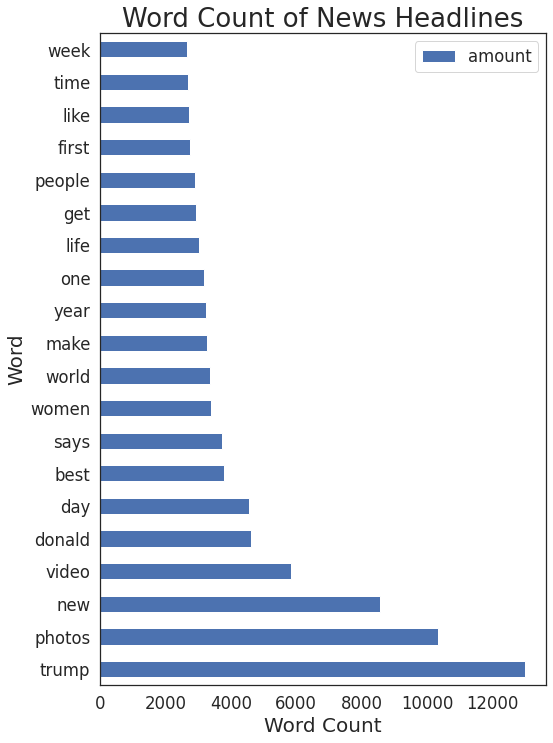 Word Count of News Headlines
amount
Word
week
time
like
first
people
get
life
one
year
make
world
women
says
best
day
donald
video
new
photos
trump
0 2000 4000 6000 8000 10000 12000
Word Count